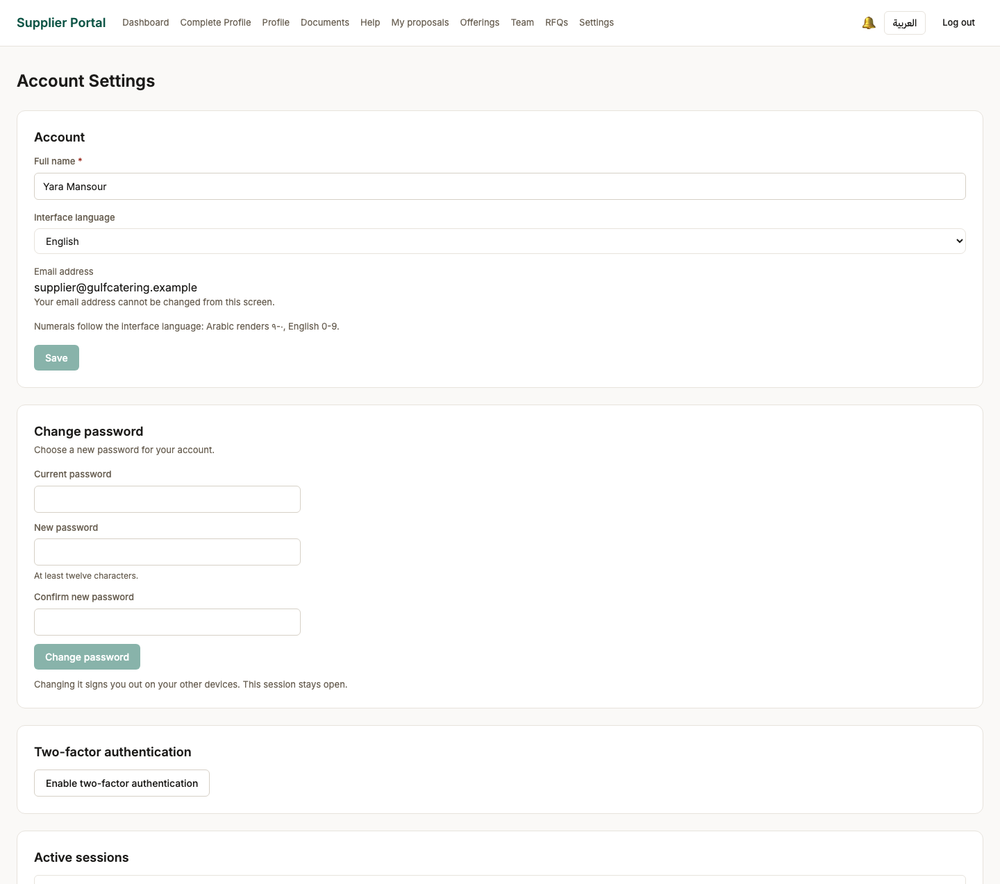 Supplier Portal Dashboard Complete Profile Profile Documents Help My proposals Offerings Team RFQs Settings العربية Log out
Account Settings
Account
Full name *
Yara Mansour
Interface language
English
Email address
supplier@gulfcatering.example
Your email address cannot be changed from this screen.
Numerals follow the interface language: Arabic renders ٠-٩, English 0-9.
Save
Change password
Choose a new password for your account.
Current password
New password
At least twelve characters.
Confirm new password
Change password
Changing it signs you out on your other devices. This session stays open.
Two-factor authentication
Enable two-factor authentication
Active sessions